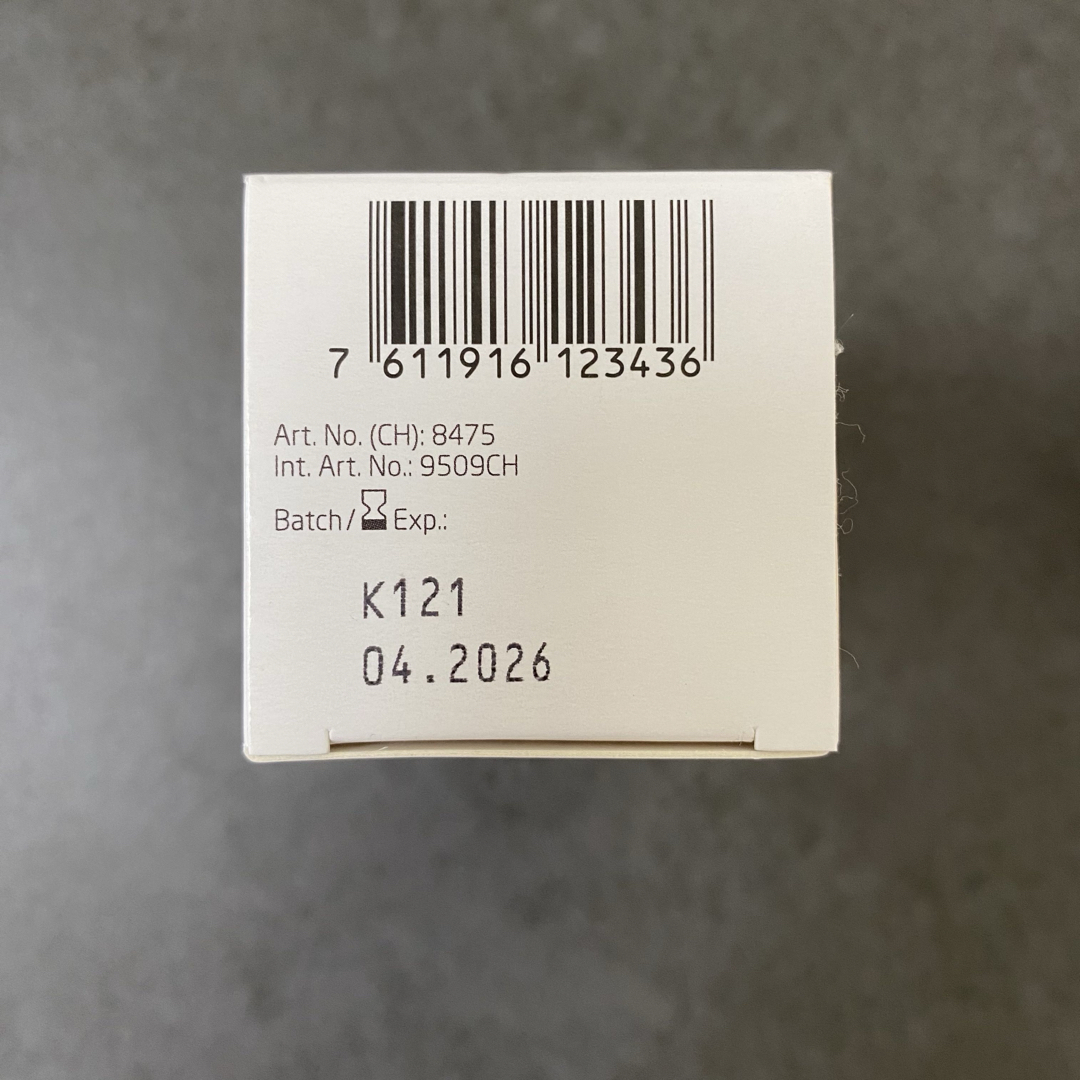 7 611916 123436
Art. No. (CH): 8475
Int. Art. No.: 9509CH
Batch/ Exp.:
K121
04.2026